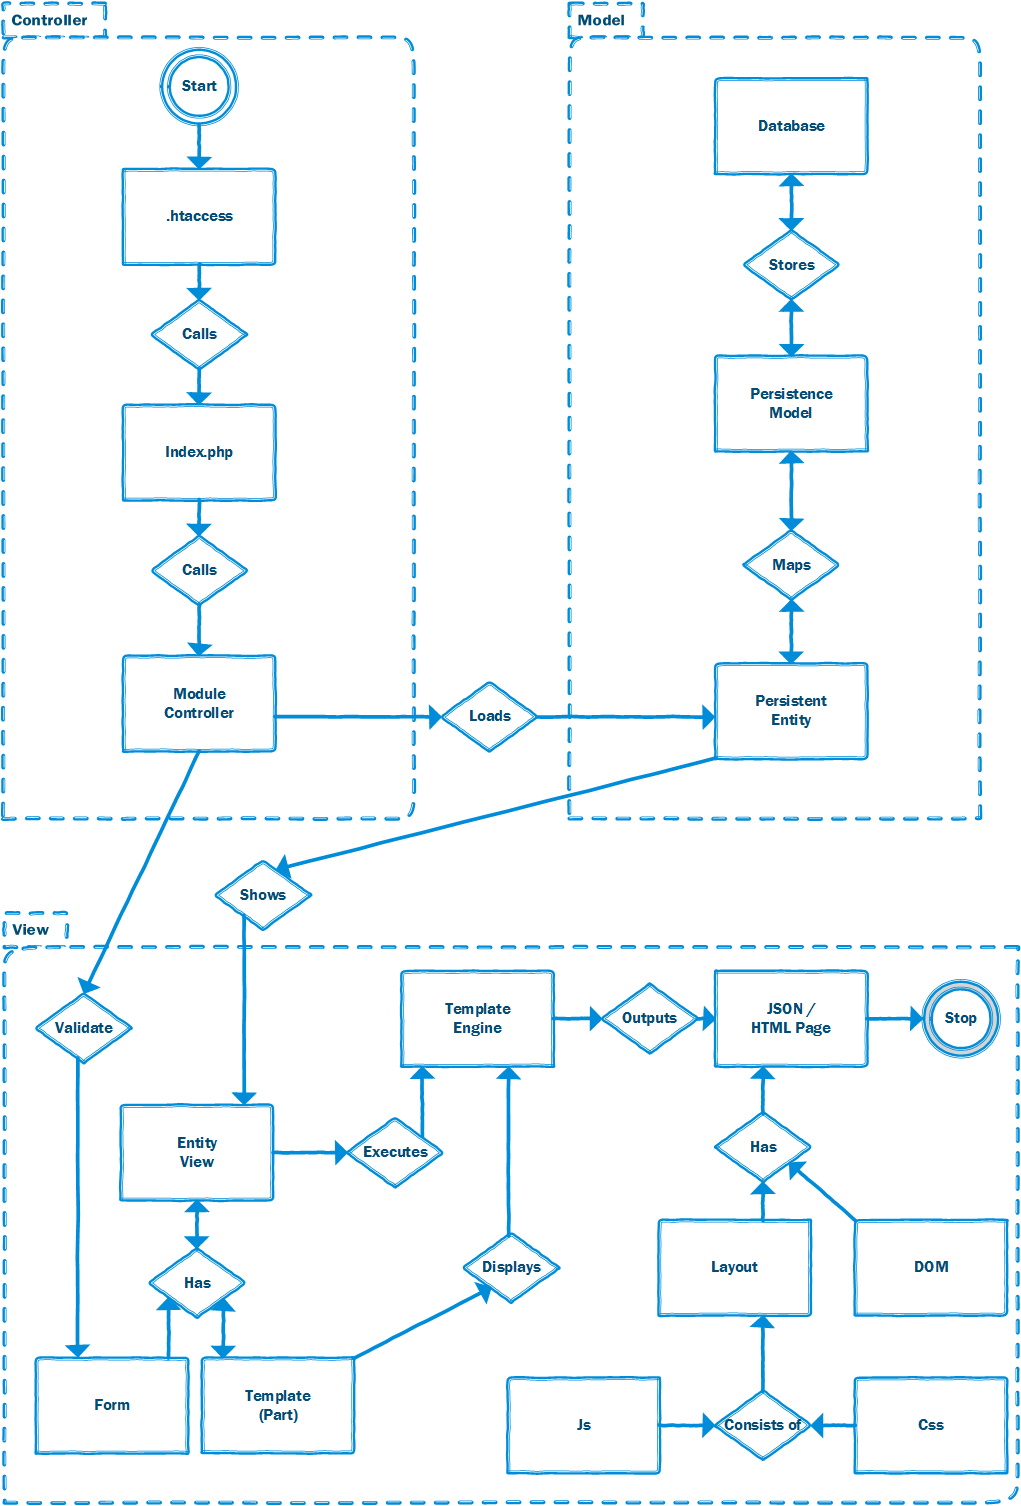 Controller
Start
.htaccess
Calls
Index.php
Calls
Module
Controller
Loads
Model
Database
Stores
Persistence
Model
Maps
Persistent
Entity
Shows
View
Validate
Template
Engine
Outputs
JSON /
HTML Page
Stop
Entity
View
Executes
Has
Has
Displays
Layout
DOM
Form
Template
(Part)
Js
Consists of
Css